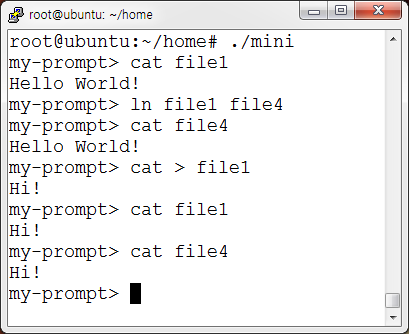 root@ubuntu: ~/home
root@ubuntu:~/home# ./mini
my-prompt> cat file1
Hello World!
my-prompt> ln file1 file4
my-prompt> cat file4
Hello World!
my-prompt> cat > file1
Hi!
my-prompt> cat file1
Hi!
my-prompt> cat file4
Hi!
my-prompt>